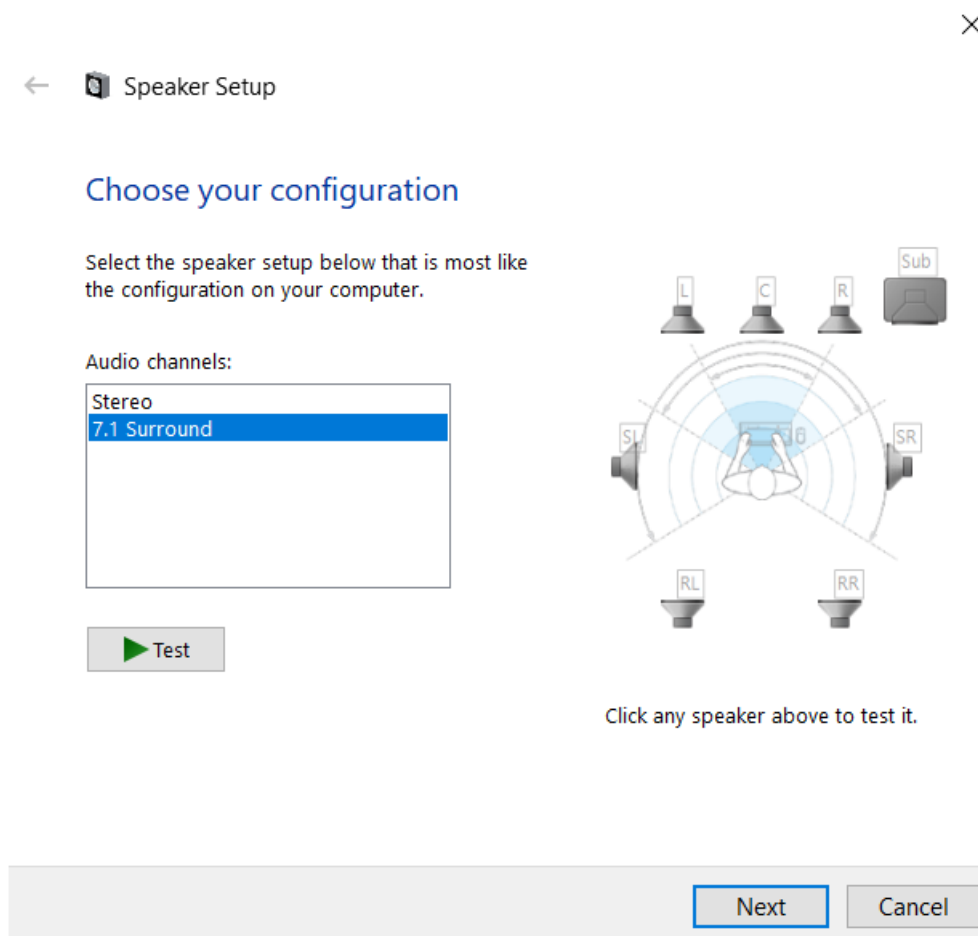 Speaker Setup
Choose your configuration
Select the speaker setup below that is most like
the configuration on your computer.
Audio channels:
Stereo
7.1 Surround
Test
Sub
L
C
R
SL
SR
RL
RR
Click any speaker above to test it.
Next
Cancel